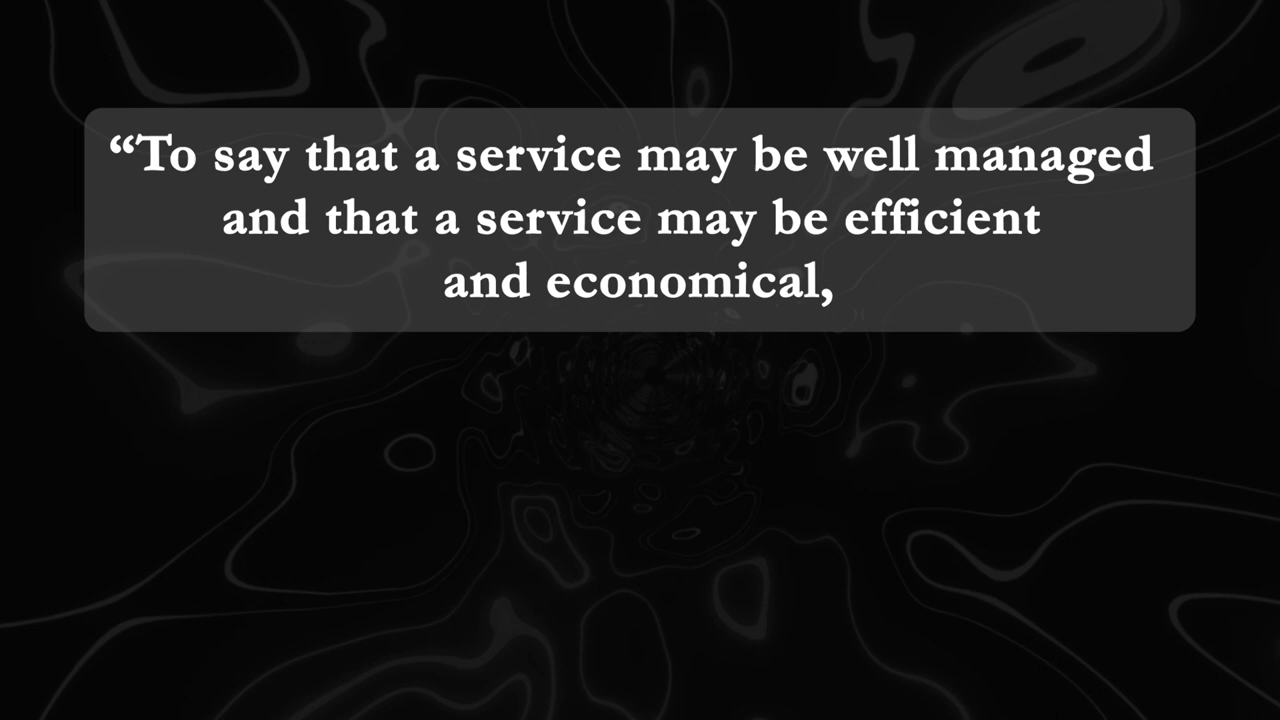 “To say that a service may be well managed
and that a service may be efficient
and economical,